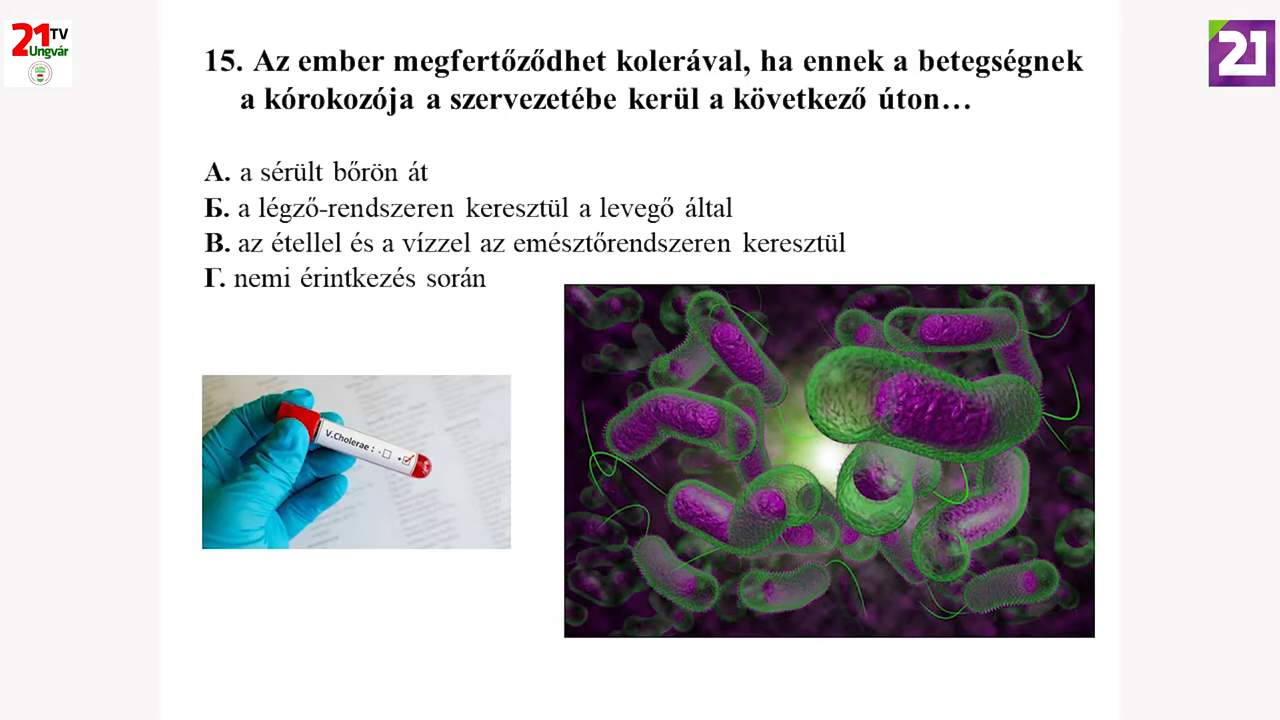 21 TV
Ungvár
21
15. Az ember megfertőződhet kolerával, ha ennek a betegségnek
a kórokozója a szervezetébe kerül a következő úton…
А. a sérült bőrön át
Б. a légző-rendszeren keresztül a levegő által
В. az étellel és a vízzel az emésztőrendszeren keresztül
Г. nemi érintkezés során
V.Cholerae : - +